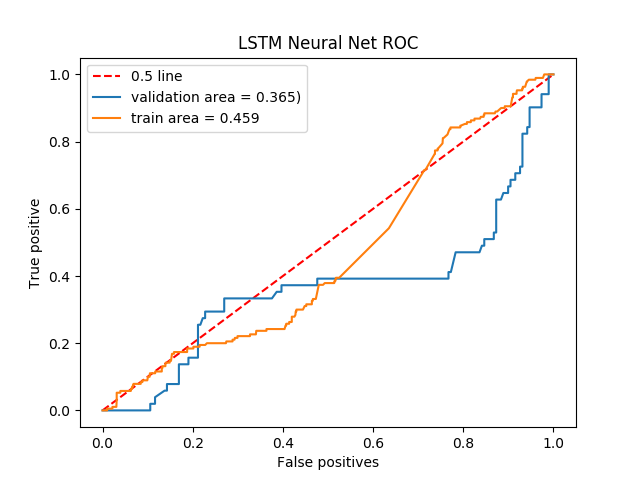 LSTM Neural Net ROC
0.5 line
validation area = 0.365)
train area = 0.459
True positive
1.0
0.8
0.6
0.4
0.2
0.0
0.0 0.2 0.4 0.6 0.8 1.0
False positives